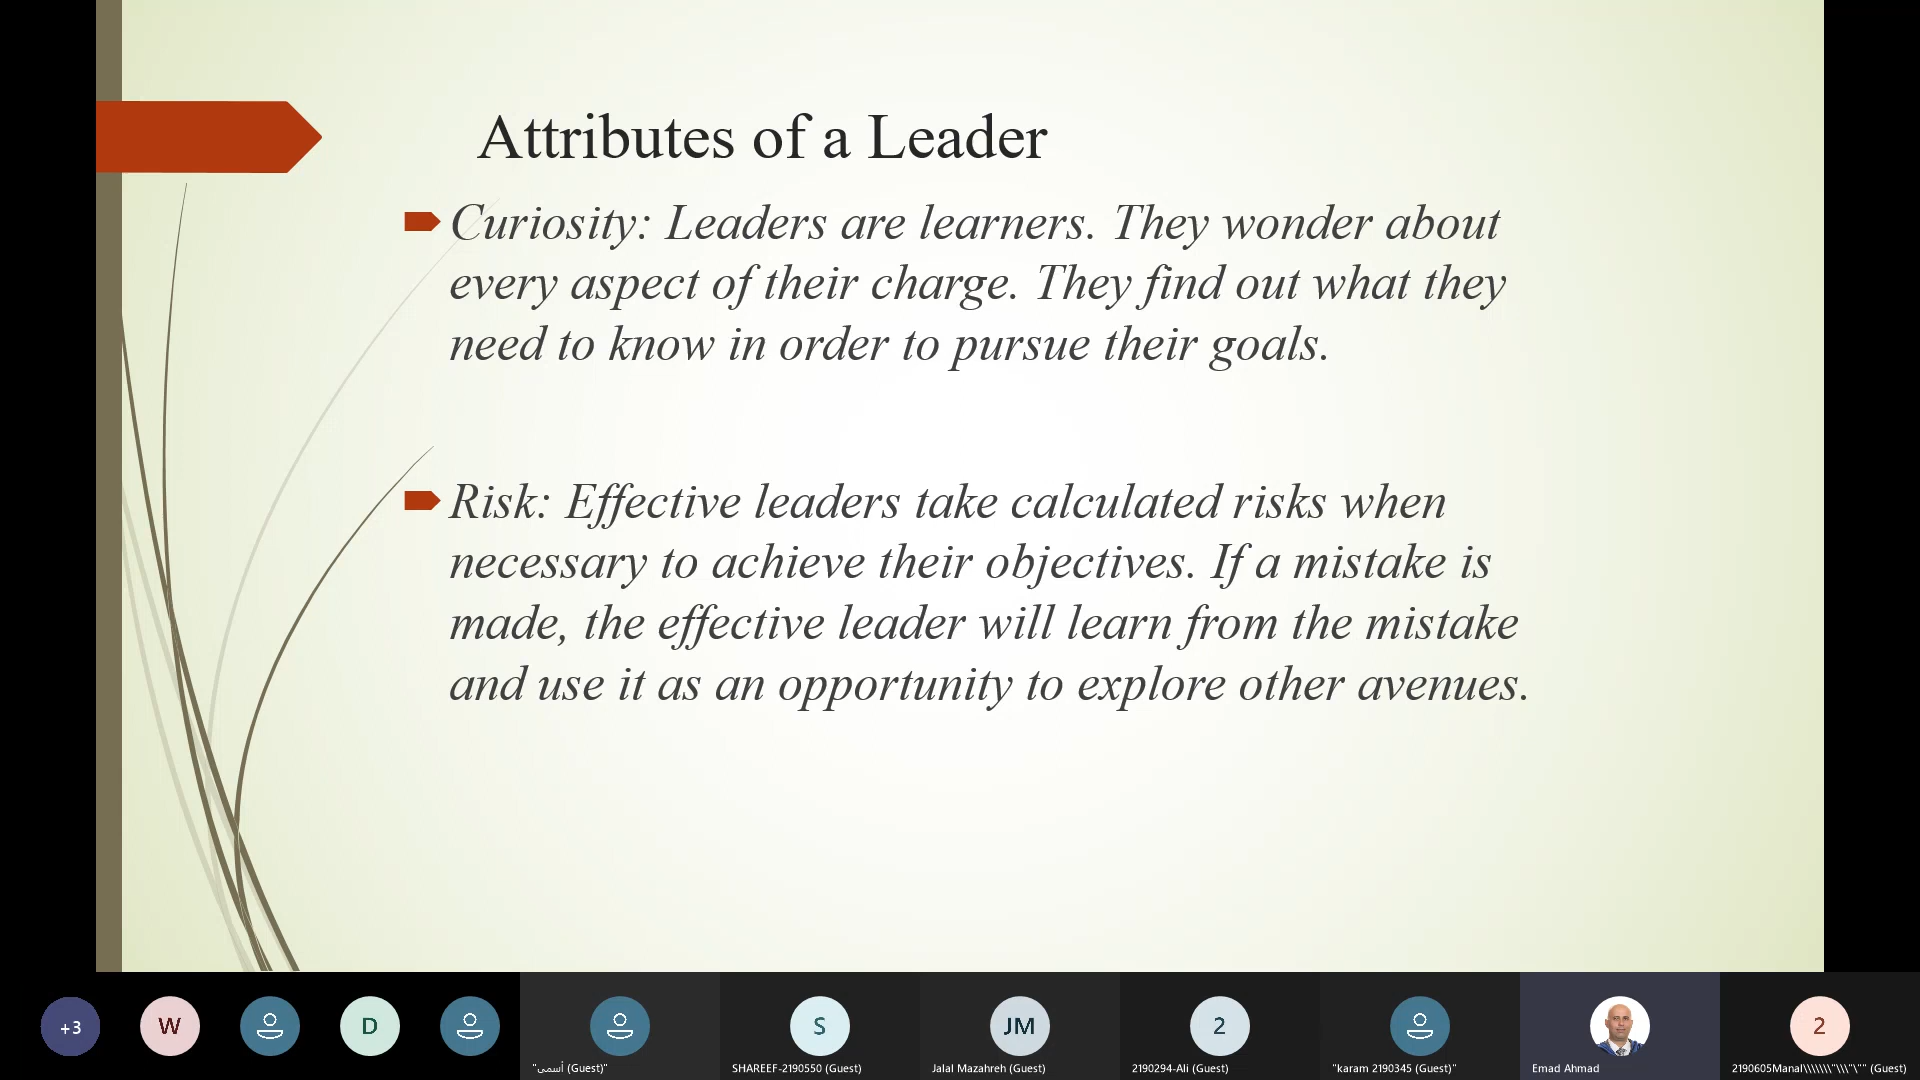 Attributes of a Leader
Curiosity: Leaders are learners. They wonder about
every aspect of their charge. They find out what they
need to know in order to pursue their goals.
Risk: Effective leaders take calculated risks when
necessary to achieve their objectives. If a mistake is
made, the effective leader will learn from the mistake
and use it as an opportunity to explore other avenues.
+3
W
D
S
JM
2
2
"أسمى (Guest)"
SHAREEF-2190550 (Guest)
Jalal Mazahreh (Guest)
2190294-Ali (Guest)
"karam 2190345 (Guest)"
Emad Ahmad
2190605Manal\\\\\\\"\\\"\"" (Guest)